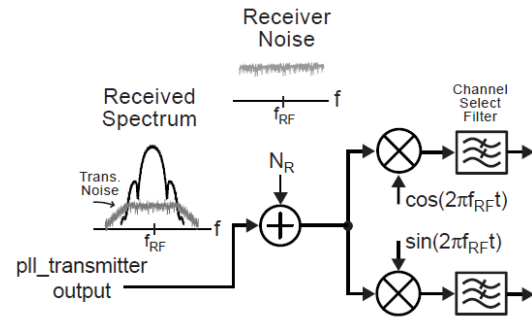 Receiver
Noise
f
fRF
Received
Spectrum
Trans.
Noise
f
fRF
NR
pll_transmitter
output
Channel
Select
Filter
cos(2πfRFt)
sin(2πfRFt)